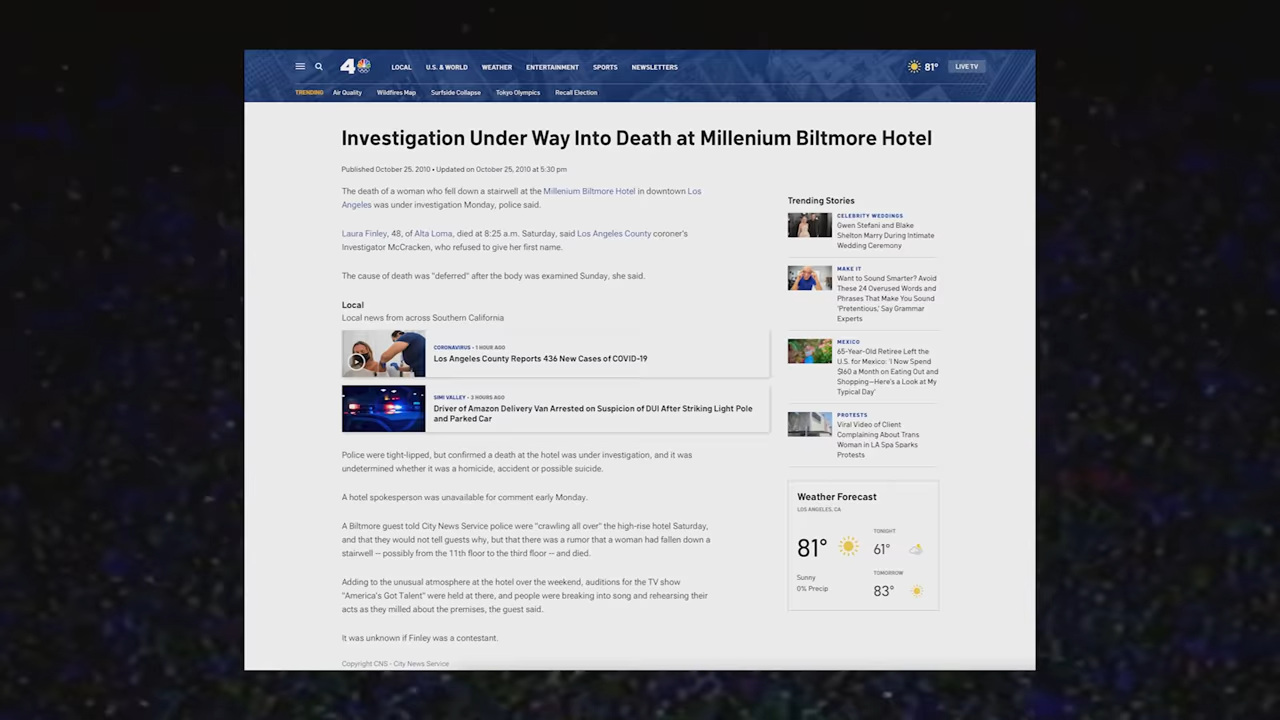 4
LOCAL
U.S. & WORLD
WEATHER
ENTERTAINMENT
SPORTS
NEWSLETTERS
81°
LIVE TV
TRENDING
Air Quality
Wildfires Map
Surfside Collapse
Tokyo Olympics
Recall Election
Investigation Under Way Into Death at Millenium Biltmore Hotel
Published October 25, 2010 • Updated on October 25, 2010 at 5:30 pm
The death of a woman who fell down a stairwell at the Millenium Biltmore Hotel in downtown Los
Angeles was under investigation Monday, police said.
Laura Finley, 48, of Alta Loma, died at 8:25 a.m. Saturday, said Los Angeles County coroner's
Investigator McCracken, who refused to give her first name.
The cause of death was "deferred" after the body was examined Sunday, she said.
Local
Local news from across Southern California
CORONAVIRUS • 1 HOUR AGO
Los Angeles County Reports 436 New Cases of COVID-19
SIMI VALLEY • 3 HOURS AGO
Driver of Amazon Delivery Van Arrested on Suspicion of DUI After Striking Light Pole
and Parked Car
Police were tight-lipped, but confirmed a death at the hotel was under investigation, and it was
undetermined whether it was a homicide, accident or possible suicide.
A hotel spokesperson was unavailable for comment early Monday.
A Biltmore guest told City News Service police were "crawling all over" the high-rise hotel Saturday,
and that they would not tell guests why, but that there was a rumor that a woman had fallen down a
stairwell -- possibly from the 11th floor to the third floor -- and died.
Adding to the unusual atmosphere at the hotel over the weekend, auditions for the TV show
"America's Got Talent" were held at there, and people were breaking into song and rehearsing their
acts as they milled about the premises, the guest said.
It was unknown if Finley was a contestant.
Copyright CNS - City News Service
Trending Stories
CELEBRITY WEDDINGS
Gwen Stefani and Blake
Shelton Marry During Intimate
Wedding Ceremony
MAKE IT
Want to Sound Smarter? Avoid
These 24 Overused Words and
Phrases That Make You Sound
'Pretentious,' Say Grammar
Experts
MEXICO
65-Year-Old Retiree Left the
U.S. for Mexico: 'I Now Spend
$160 a Month on Eating Out and
Shopping—Here's a Look at My
Typical Day'
PROTESTS
Viral Video of Client
Complaining About Trans
Woman in LA Spa Sparks
Protests
Weather Forecast
LOS ANGELES, CA
81°
Sunny
0% Precip
TONIGHT
61°
TOMORROW
83°